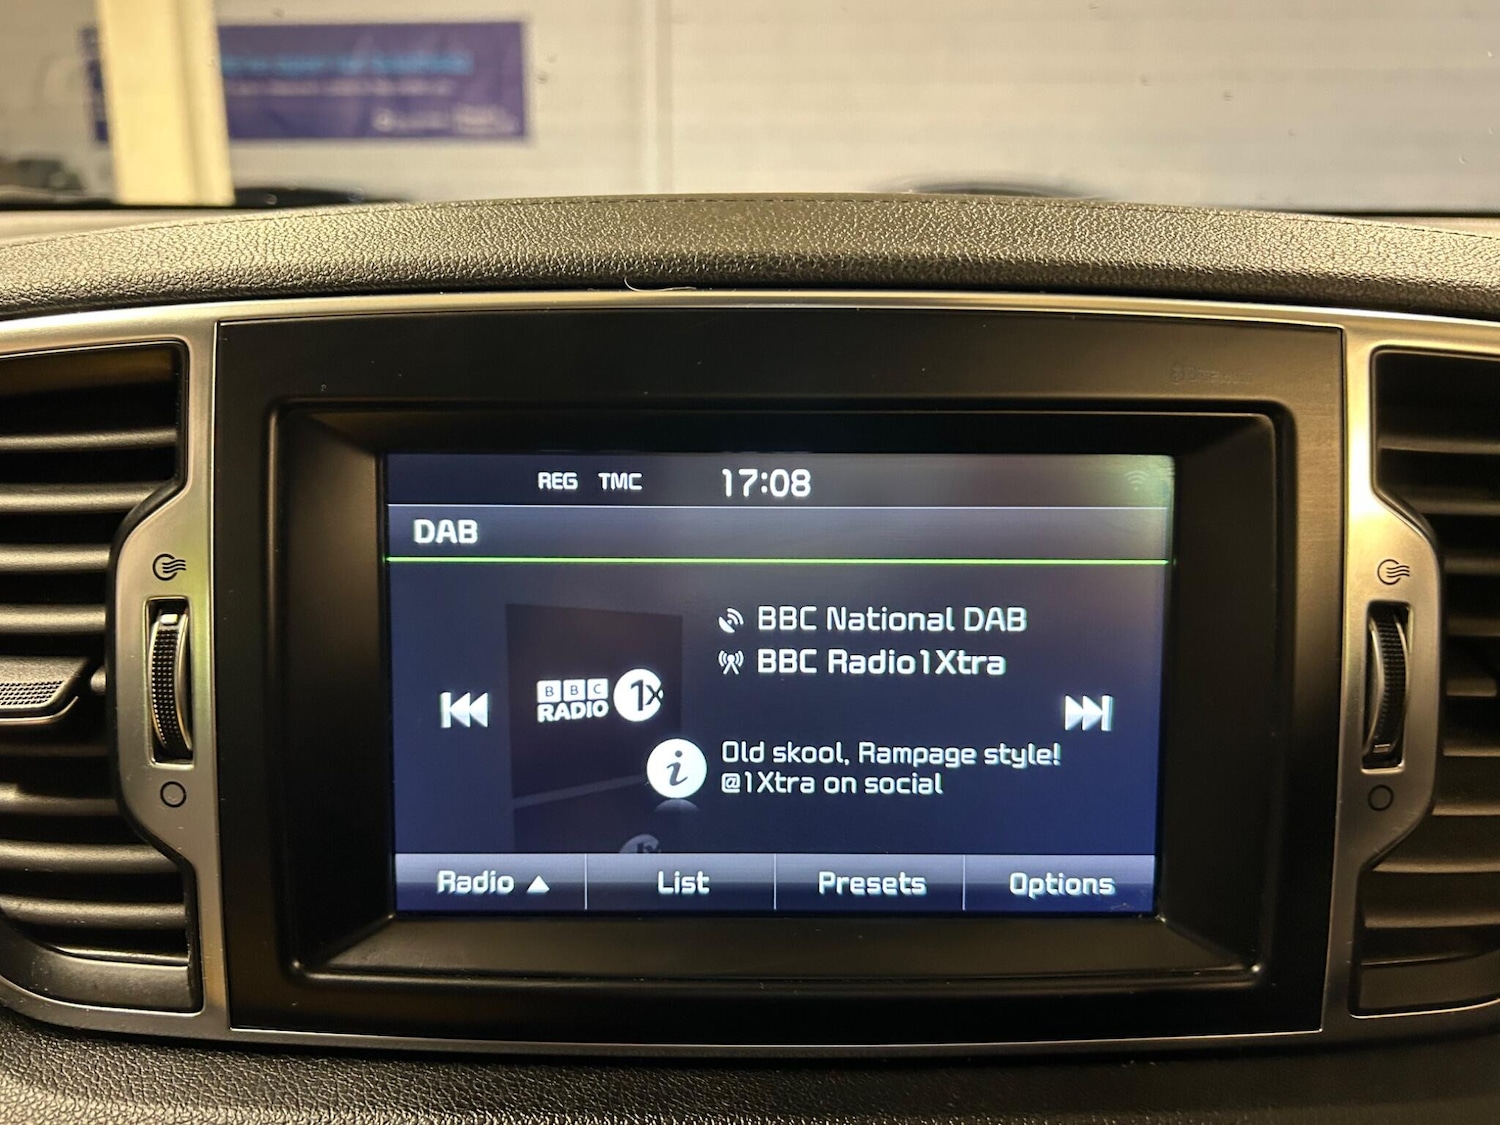 REG TMC 17:08
DAB
BBC National DAB
BBC Radio1Xtra
BBC
RADIO 1X
i Old skool, Rampage style!
@1Xtra on social
Radio ▲ List Presets Options